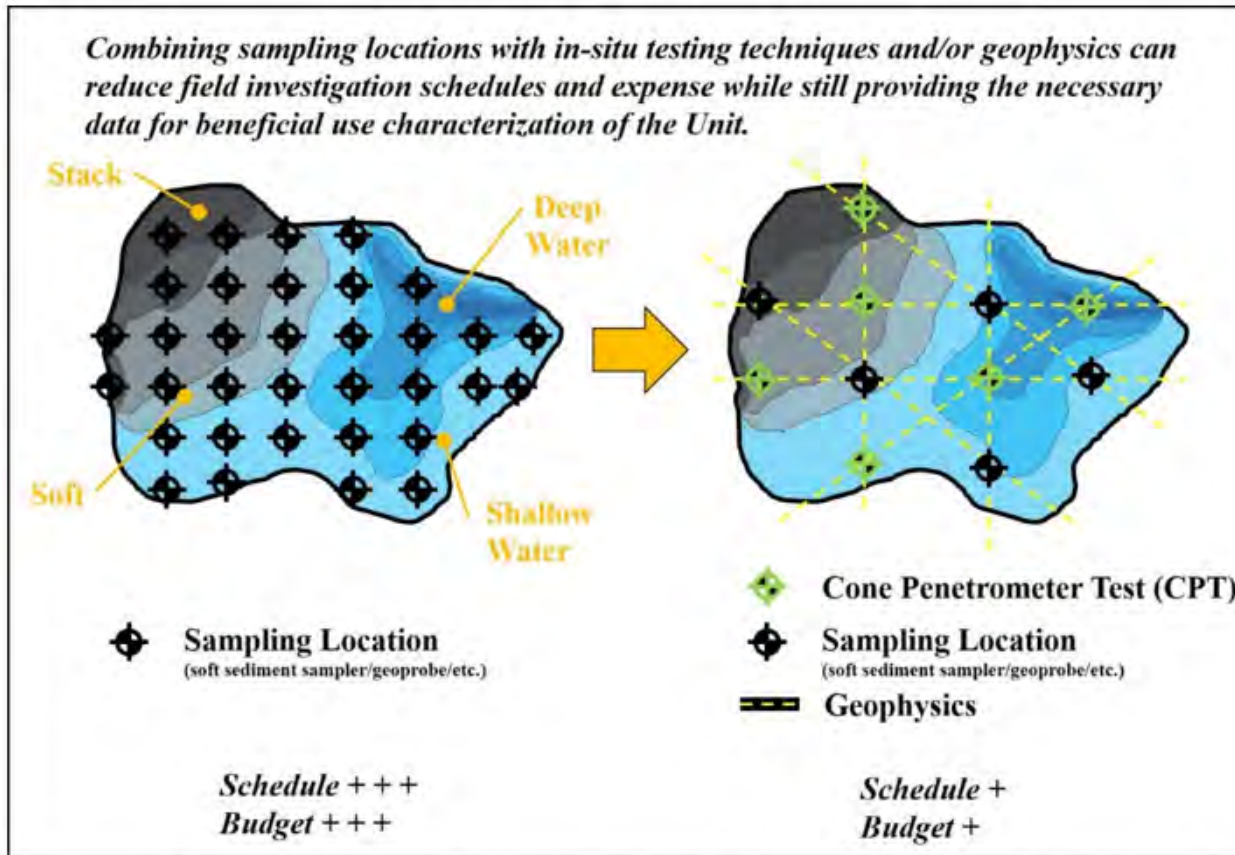 Combining sampling locations with in-situ testing techniques and/or geophysics can
reduce field investigation schedules and expense while still providing the necessary
data for beneficial use characterization of the Unit.
Stack
Deep
Water
Soft
Shallow
Water
Sampling Location
(soft sediment sampler/geoprobe/etc.)
Schedule + + +
Budget + + +
Cone Penetrometer Test (CPT)
Sampling Location
(soft sediment sampler/geoprobe/etc.)
Geophysics
Schedule +
Budget +